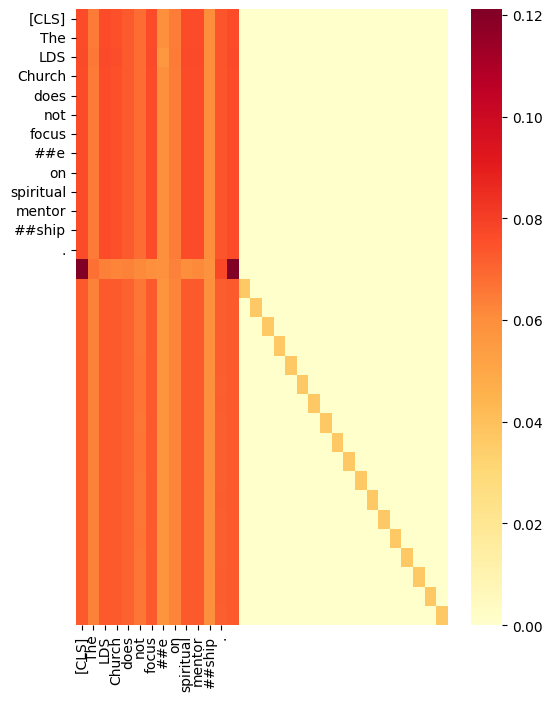 [CLS]
The
LDS
Church
does
not
focus
##e
on
spiritual
mentor
##ship
.
0.12
0.10
0.08
0.06
0.04
0.02
0.00
[CLS]
The
LDS
Church
does
not
focus
##e
on
spiritual
mentor
##ship
.